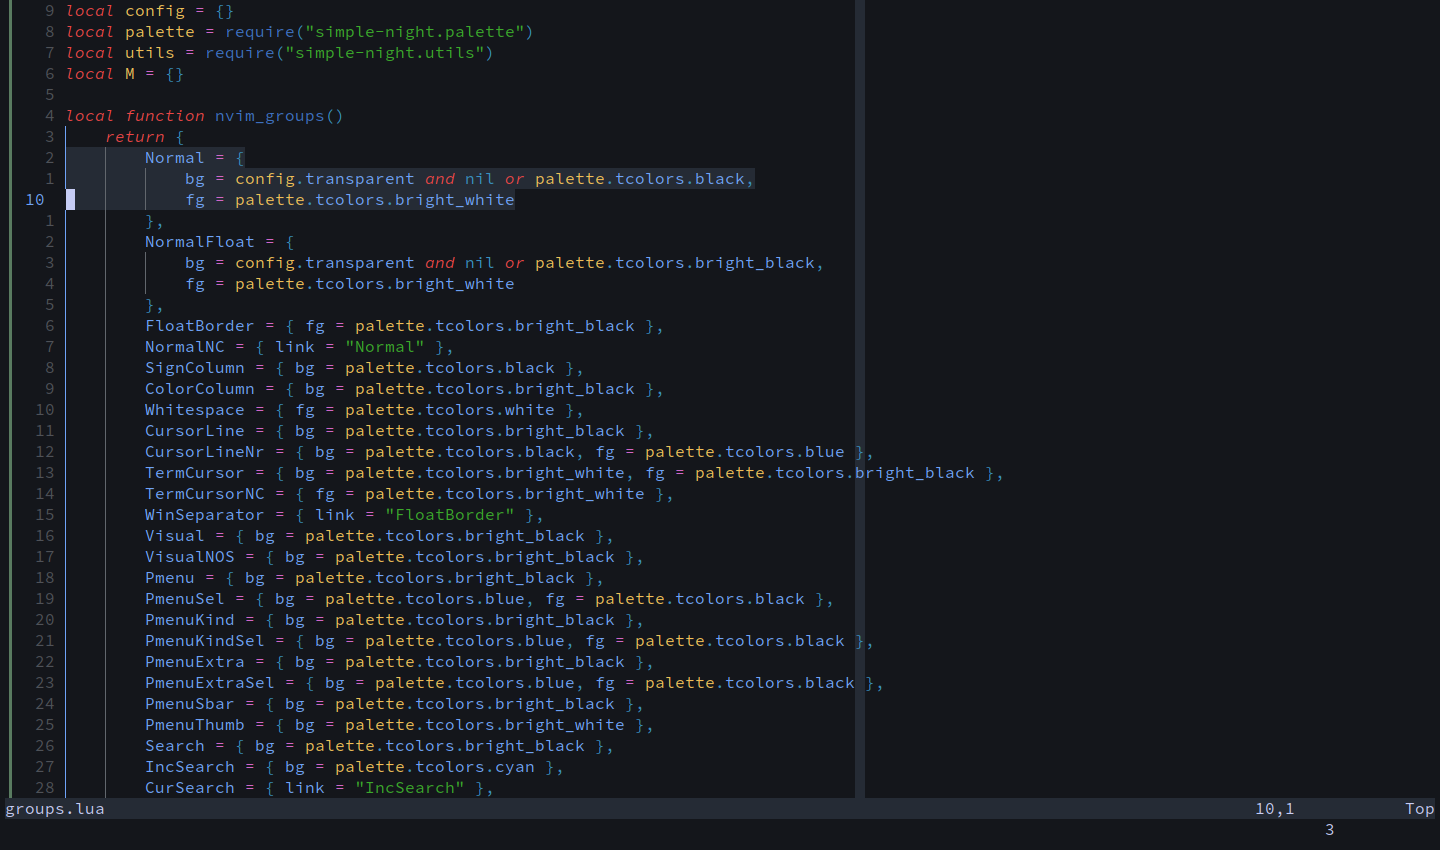 9 local config = {}
8 local palette = require("simple-night.palette")
7 local utils = require("simple-night.utils")
6 local M = {}
5
4 local function nvim_groups()
3     return {
2         Normal = {
1             bg = config.transparent and nil or palette.tcolors.black,
10             fg = palette.tcolors.bright_white
1         },
2         NormalFloat = {
3             bg = config.transparent and nil or palette.tcolors.bright_black,
4             fg = palette.tcolors.bright_white
5         },
6         FloatBorder = { fg = palette.tcolors.bright_black },
7         NormalNC = { link = "Normal" },
8         SignColumn = { bg = palette.tcolors.black },
9         ColorColumn = { bg = palette.tcolors.bright_black },
10         Whitespace = { fg = palette.tcolors.white },
11         CursorLine = { bg = palette.tcolors.bright_black },
12         CursorLineNr = { bg = palette.tcolors.black, fg = palette.tcolors.blue },
13         TermCursor = { bg = palette.tcolors.bright_white, fg = palette.tcolors.bright_black },
14         TermCursorNC = { fg = palette.tcolors.bright_white },
15         WinSeparator = { link = "FloatBorder" },
16         Visual = { bg = palette.tcolors.bright_black },
17         VisualNOS = { bg = palette.tcolors.bright_black },
18         Pmenu = { bg = palette.tcolors.bright_black },
19         PmenuSel = { bg = palette.tcolors.blue, fg = palette.tcolors.black },
20         PmenuKind = { bg = palette.tcolors.bright_black },
21         PmenuKindSel = { bg = palette.tcolors.blue, fg = palette.tcolors.black },
22         PmenuExtra = { bg = palette.tcolors.bright_black },
23         PmenuExtraSel = { bg = palette.tcolors.blue, fg = palette.tcolors.black },
24         PmenuSbar = { bg = palette.tcolors.bright_black },
25         PmenuThumb = { bg = palette.tcolors.bright_white },
26         Search = { bg = palette.tcolors.bright_black },
27         IncSearch = { bg = palette.tcolors.cyan },
28         CurSearch = { link = "IncSearch" },
groups.lua 10,1 Top
3